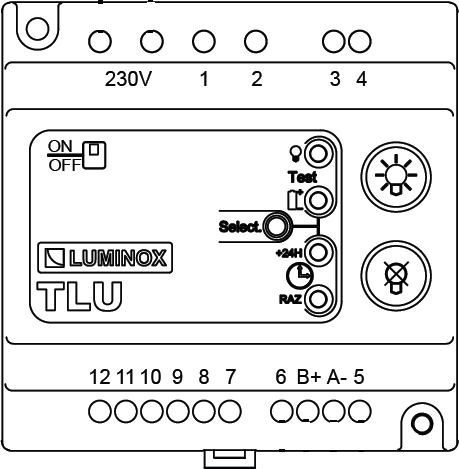 230V 1 2 3 4
ON
OFF
Test
Select.
+24H
LUMINOX
TLU
RAZ
12 11 10 9 8 7 6 B+ A- 5